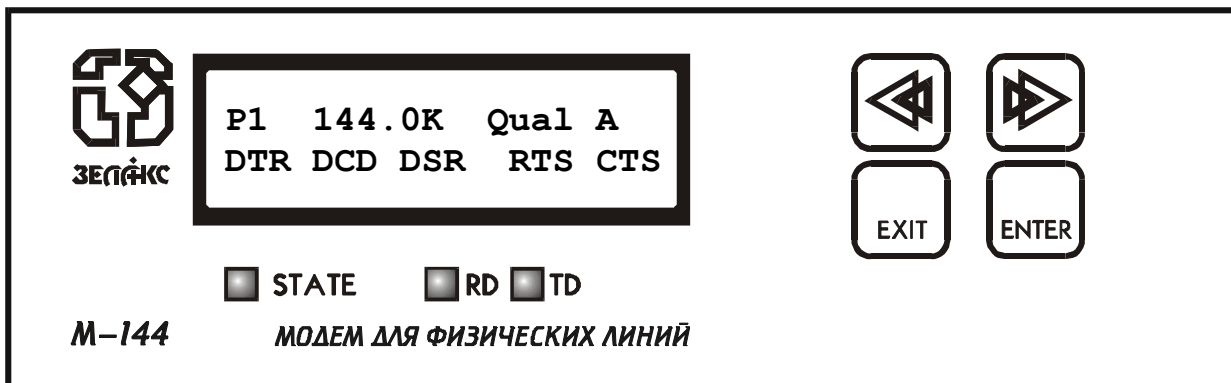 P1 144.0K Qual A
DTR DCD DSR RTS CTS
ЗЕЛАКС
EXIT
ENTER
STATE RD TD
М-144
МОДЕМ ДЛЯ ФИЗИЧЕСКИХ ЛИНИЙ